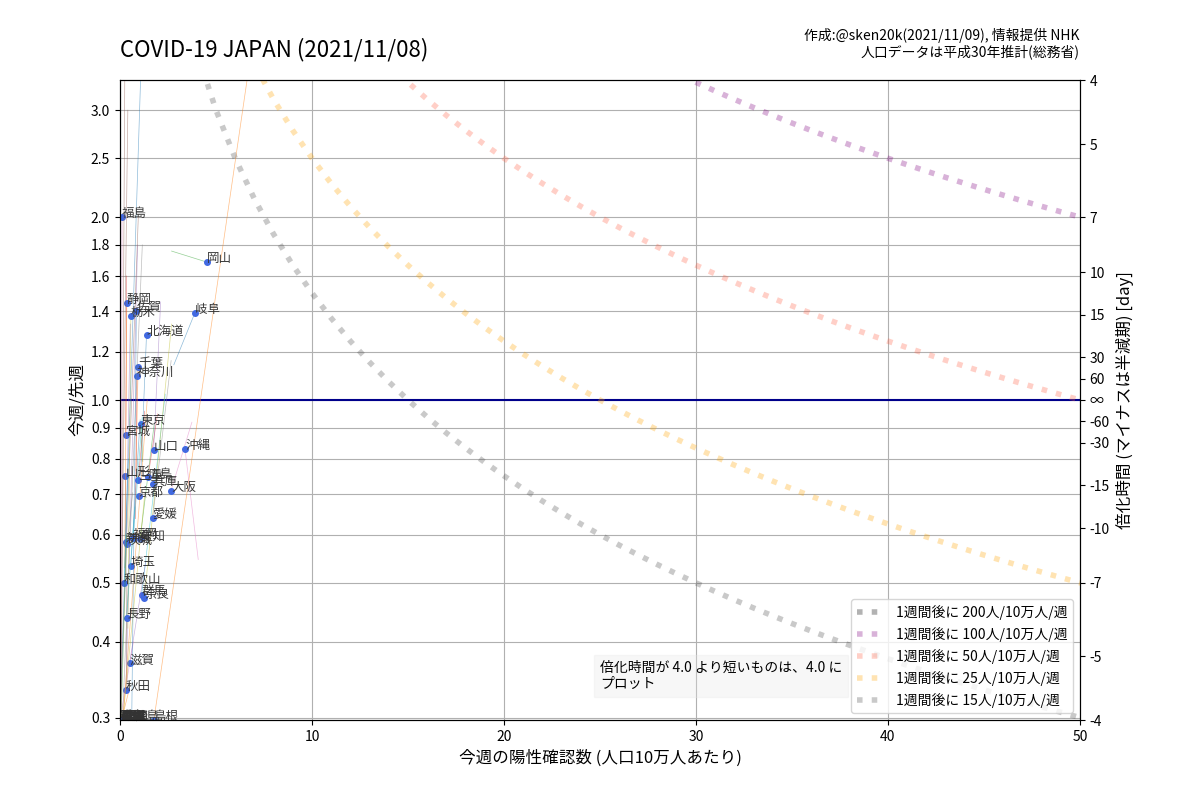 COVID-19 JAPAN (2021/11/08)
作成:@sken20k(2021/11/09), 情報提供 NHK
人口データは平成30年推計(総務省)
今週/先週
3.0
2.5
2.0
1.8
1.6
1.4
1.2
1.0
0.9
0.8
0.7
0.6
0.5
0.4
0.3
福島
岡山
静岡
佐賀
栃木
岐阜
北海道
千葉
神奈川
東京
宮城
山口
沖縄
山形
兵庫
大阪
京都
愛媛
埼玉
和歌山
群馬
奈良
長野
滋賀
秋田
島根
4
5
7
10
15
30
60
∞
-60
-30
-15
-10
-7
-5
-4
倍化時間 (マイナスは半減期) [day]
倍化時間が 4.0 より短いものは、4.0 に
プロット
1週間後に 200人/10万人/週
1週間後に 100人/10万人/週
1週間後に 50人/10万人/週
1週間後に 25人/10万人/週
1週間後に 15人/10万人/週
0
10
20
30
40
50
今週の陽性確認数 (人口10万人あたり)